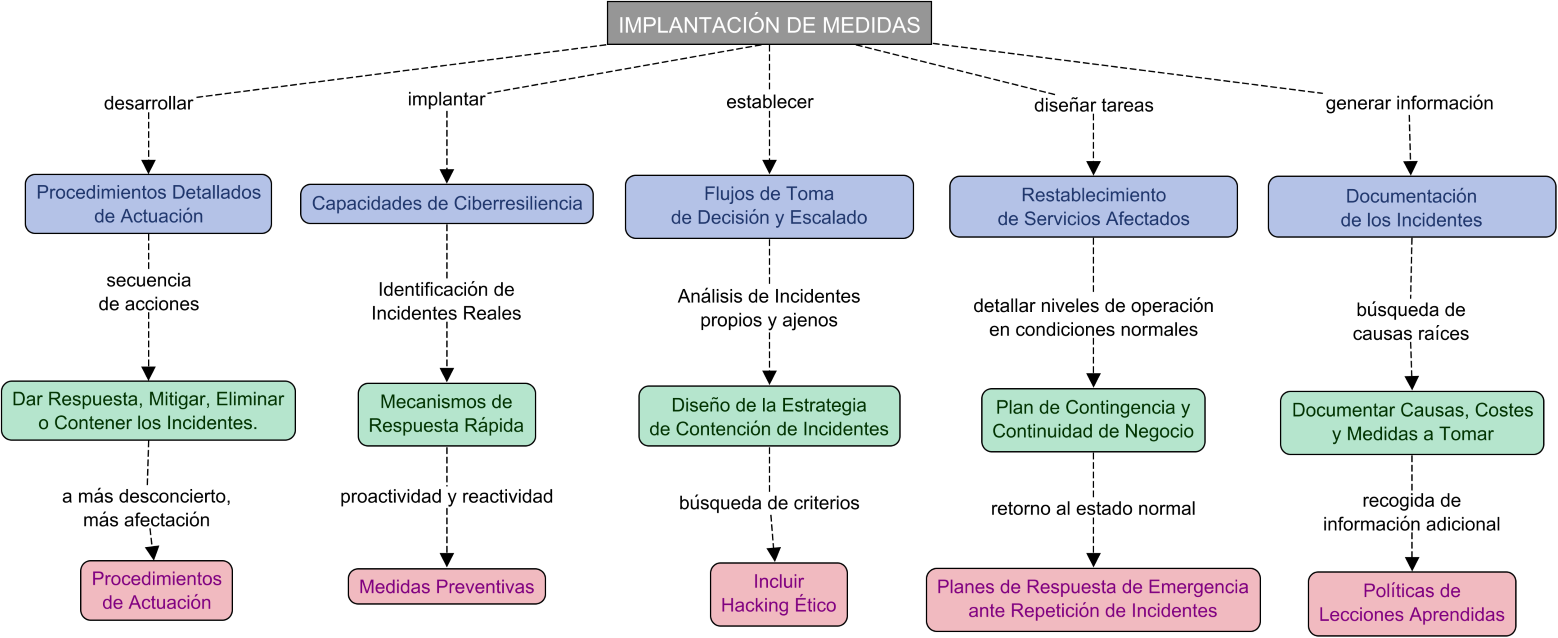 IMPLANTACIÓN DE MEDIDAS
desarrollar
implantar
establecer
diseñar tareas
generar información
Procedimientos Detallados
de Actuación
Capacidades de Ciberresiliencia
Flujos de Toma
de Decisión y Escalado
Restablecimiento
de Servicios Afectados
Documentación
de los Incidentes
secuencia
de acciones
Identificación de
Incidentes Reales
Análisis de Incidentes
propios y ajenos
detallar niveles de operación
en condiciones normales
búsqueda de
causas raíces
Dar Respuesta, Mitigar, Eliminar
o Contener los Incidentes.
Mecanismos de
Respuesta Rápida
Diseño de la Estrategia
de Contención de Incidentes
Plan de Contingencia y
Continuidad de Negocio
Documentar Causas, Costes
y Medidas a Tomar
a más desconcierto,
más afectación
proactividad y reactividad
búsqueda de criterios
retorno al estado normal
recogida de
información adicional
Procedimientos
de Actuación
Medidas Preventivas
Incluir
Hacking Ético
Planes de Respuesta de Emergencia
ante Repetición de Incidentes
Políticas de
Lecciones Aprendidas